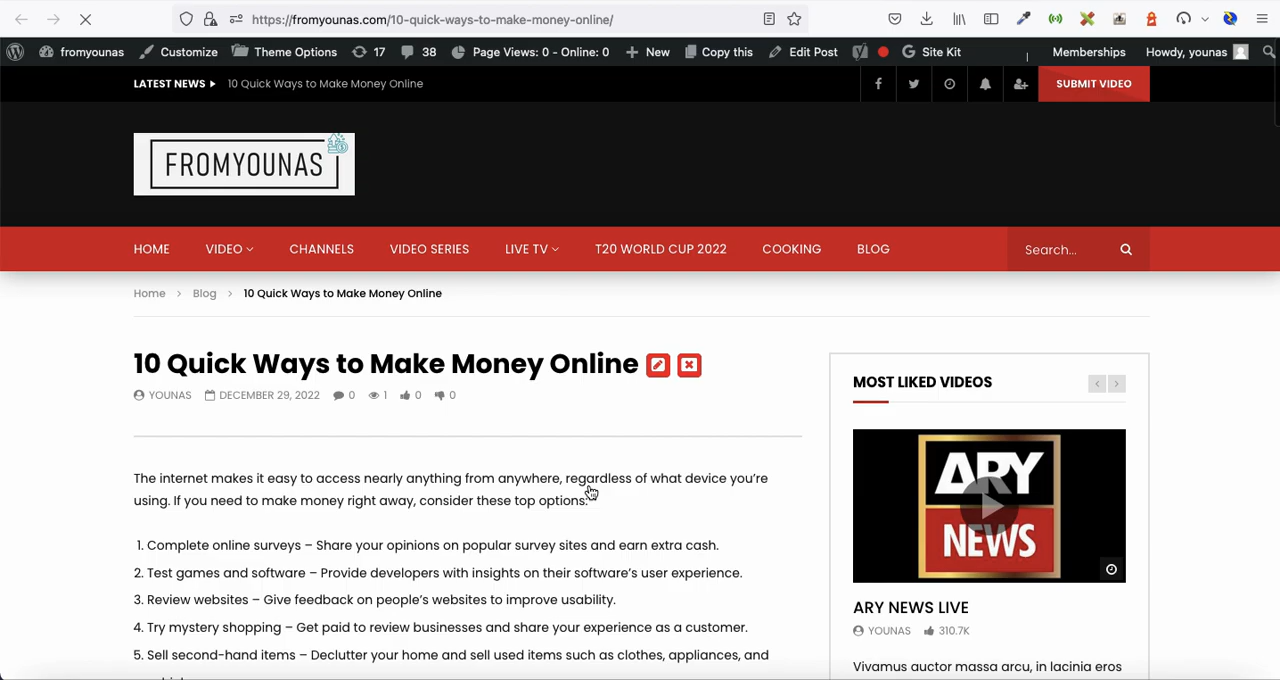 https://fromyounas.com/10-quick-ways-to-make-money-online/
fromyounas Customize Theme Options 17 38 Page Views: 0 - Online: 0 New Copy this Edit Post Site Kit Memberships Howdy, younas
LATEST NEWS 10 Quick Ways to Make Money Online SUBMIT VIDEO
FROMYOUNAS
HOME VIDEO CHANNELS VIDEO SERIES LIVE TV T20 WORLD CUP 2022 COOKING BLOG Search...
Home > Blog > 10 Quick Ways to Make Money Online
10 Quick Ways to Make Money Online
YOUNAS DECEMBER 29, 2022 0 1 0 0
The internet makes it easy to access nearly anything from anywhere, regardless of what device you're
using. If you need to make money right away, consider these top options:
1. Complete online surveys – Share your opinions on popular survey sites and earn extra cash.
2. Test games and software – Provide developers with insights on their software's user experience.
3. Review websites – Give feedback on people's websites to improve usability.
4. Try mystery shopping – Get paid to review businesses and share your experience as a customer.
5. Sell second-hand items – Declutter your home and sell used items such as clothes, appliances, and
MOST LIKED VIDEOS
ARY
NEWS
ARY NEWS LIVE
YOUNAS 310.7K
Vivamus auctor massa arcu, in lacinia eros